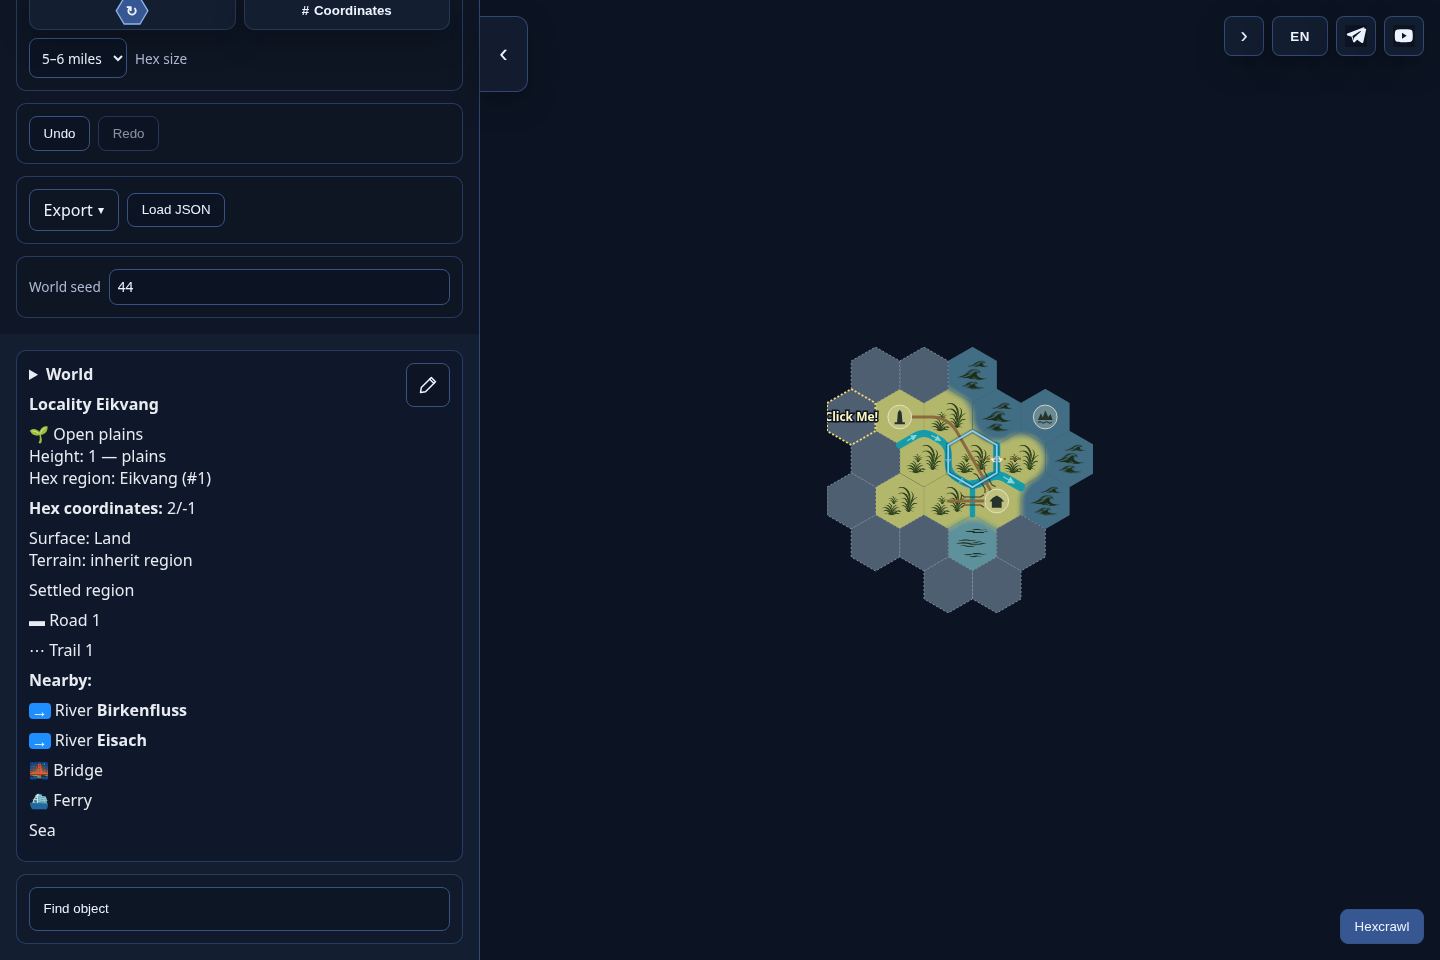 ↻
# Coordinates
5–6 miles
Hex size
Undo
Redo
Export ▾
Load JSON
World seed
44
World
Locality Eikvang
🌱 Open plains
Height: 1 — plains
Hex region: Eikvang (#1)
Hex coordinates: 2/-1
Surface: Land
Terrain: inherit region
Settled region
▬ Road 1
⋯ Trail 1
Nearby:
→ River Birkenfluss
→ River Eisach
🌉 Bridge
⛴ Ferry
Sea
Find object
‹
›
EN
Click Me!
Hexcrawl